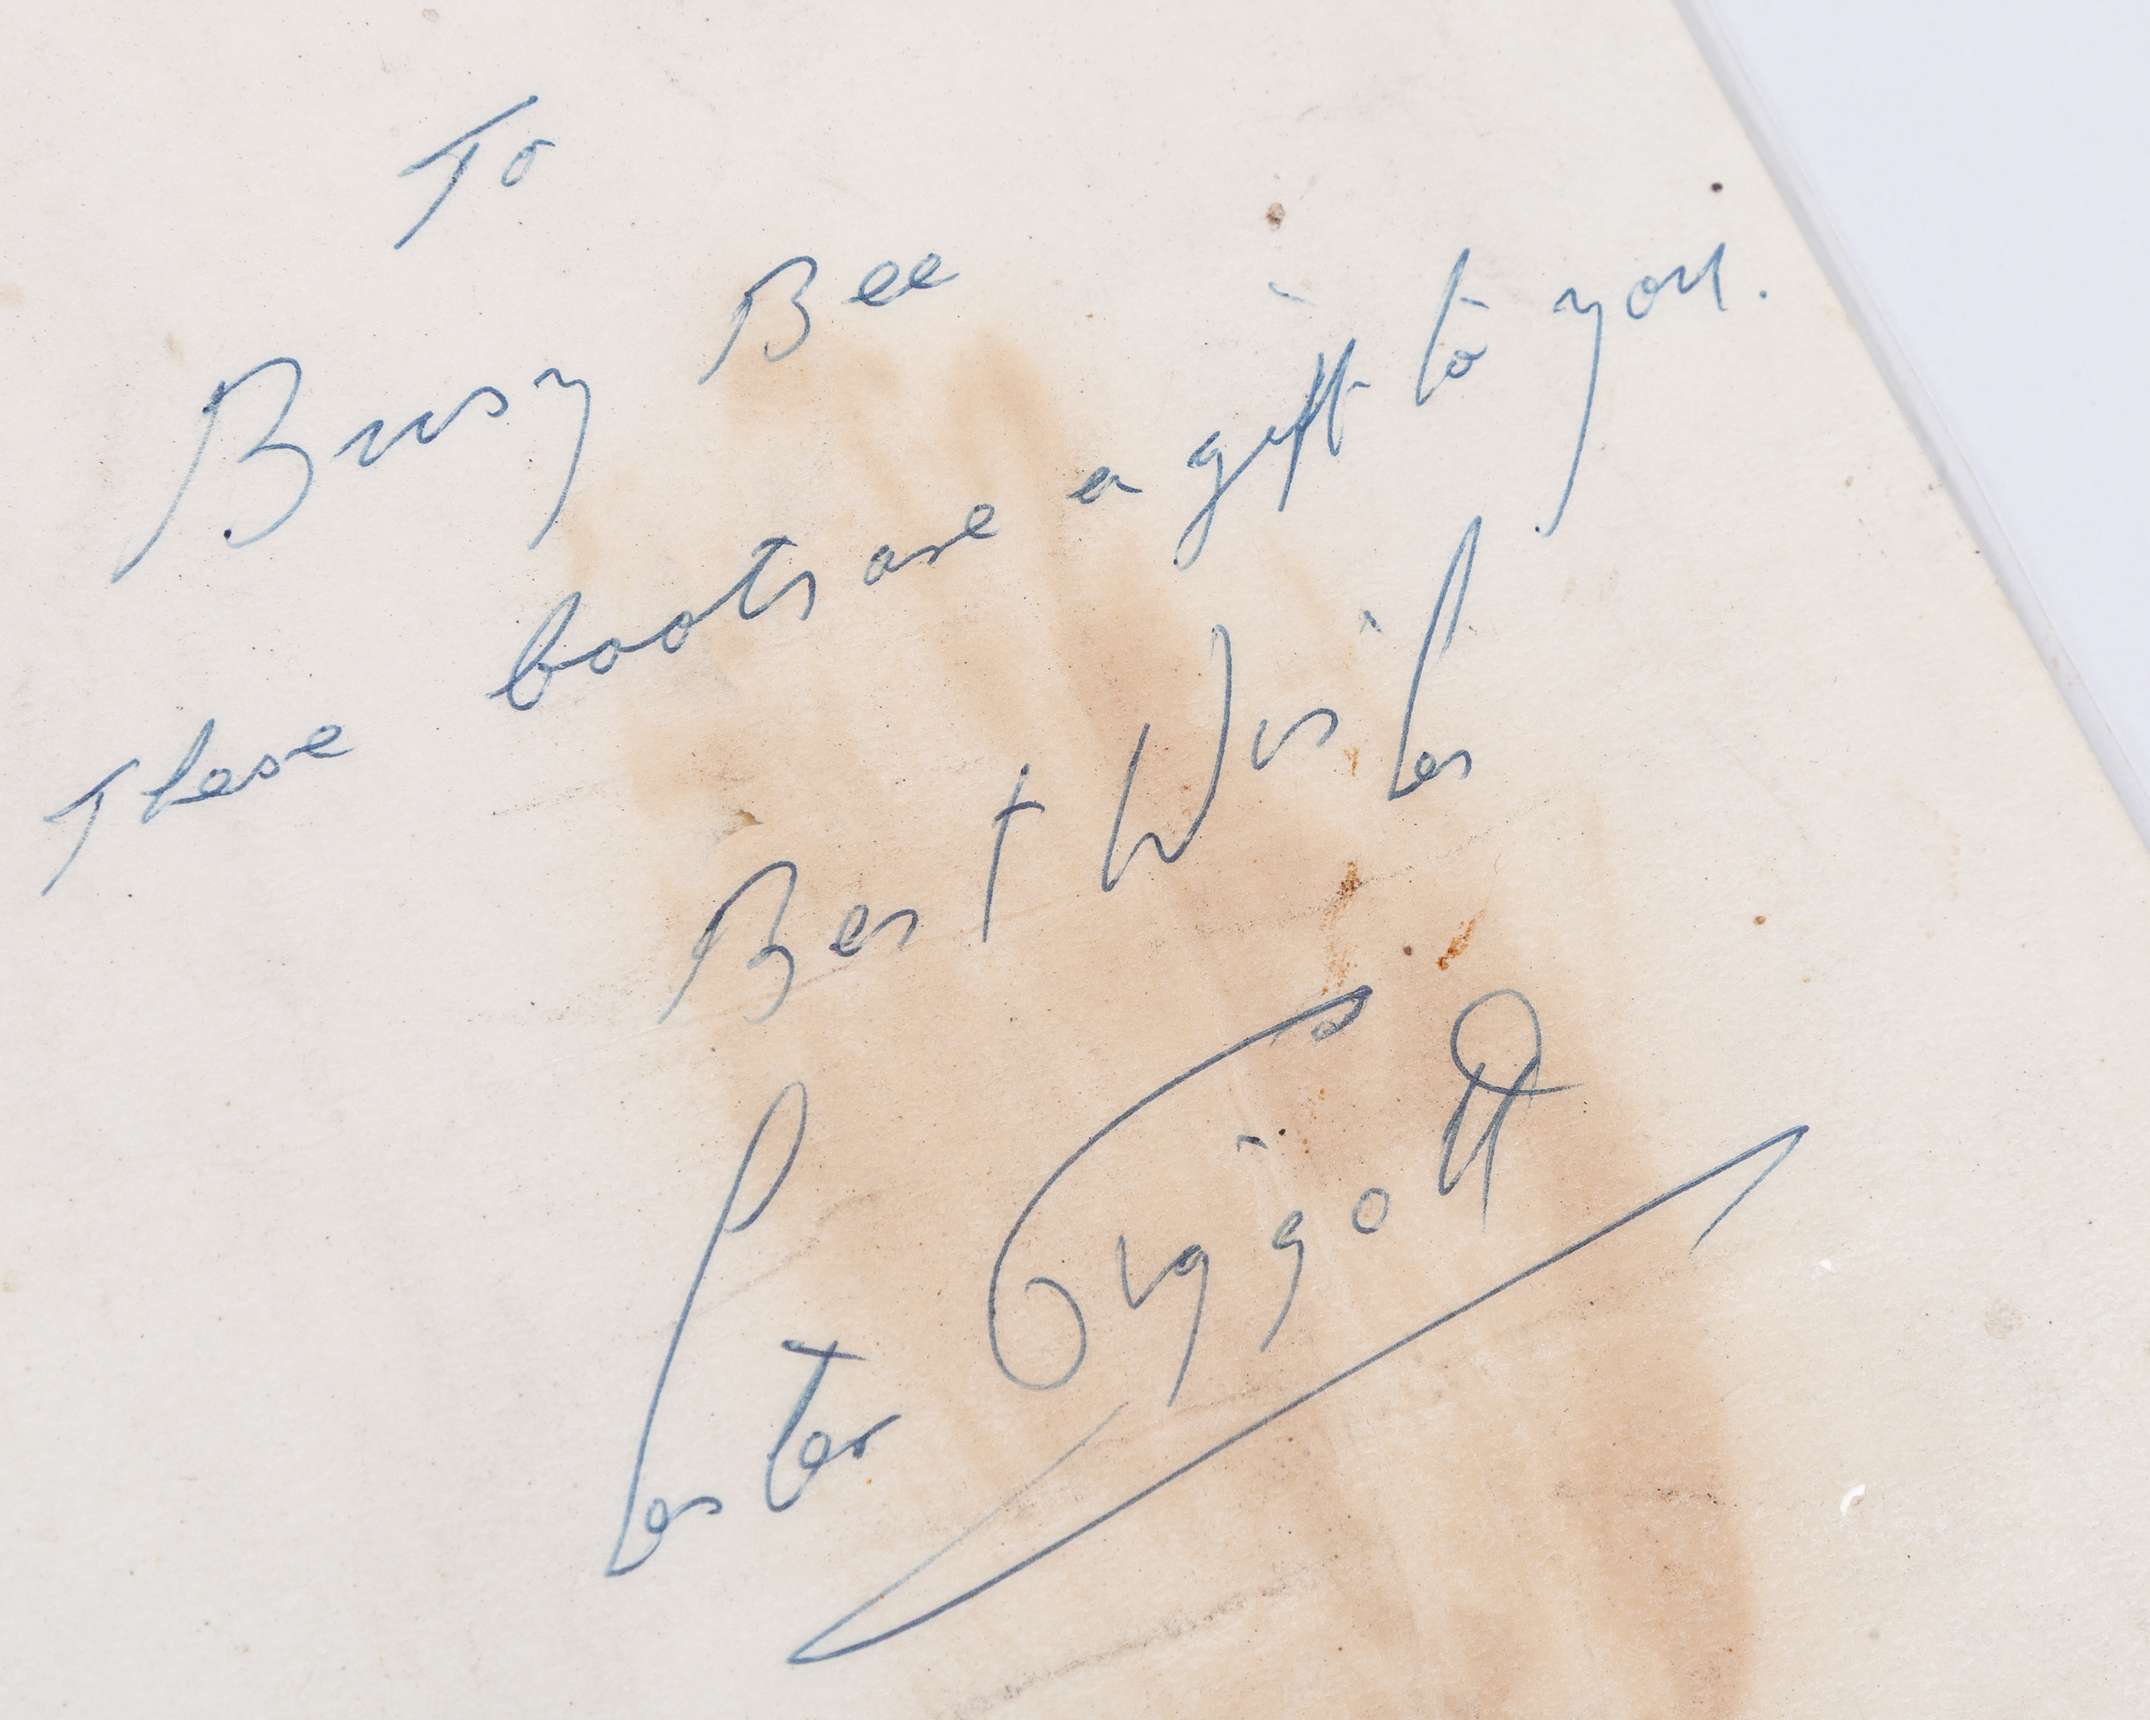 To
Busy Bee
These boots are a gift to you.
Best Wishes
Lester Piggott